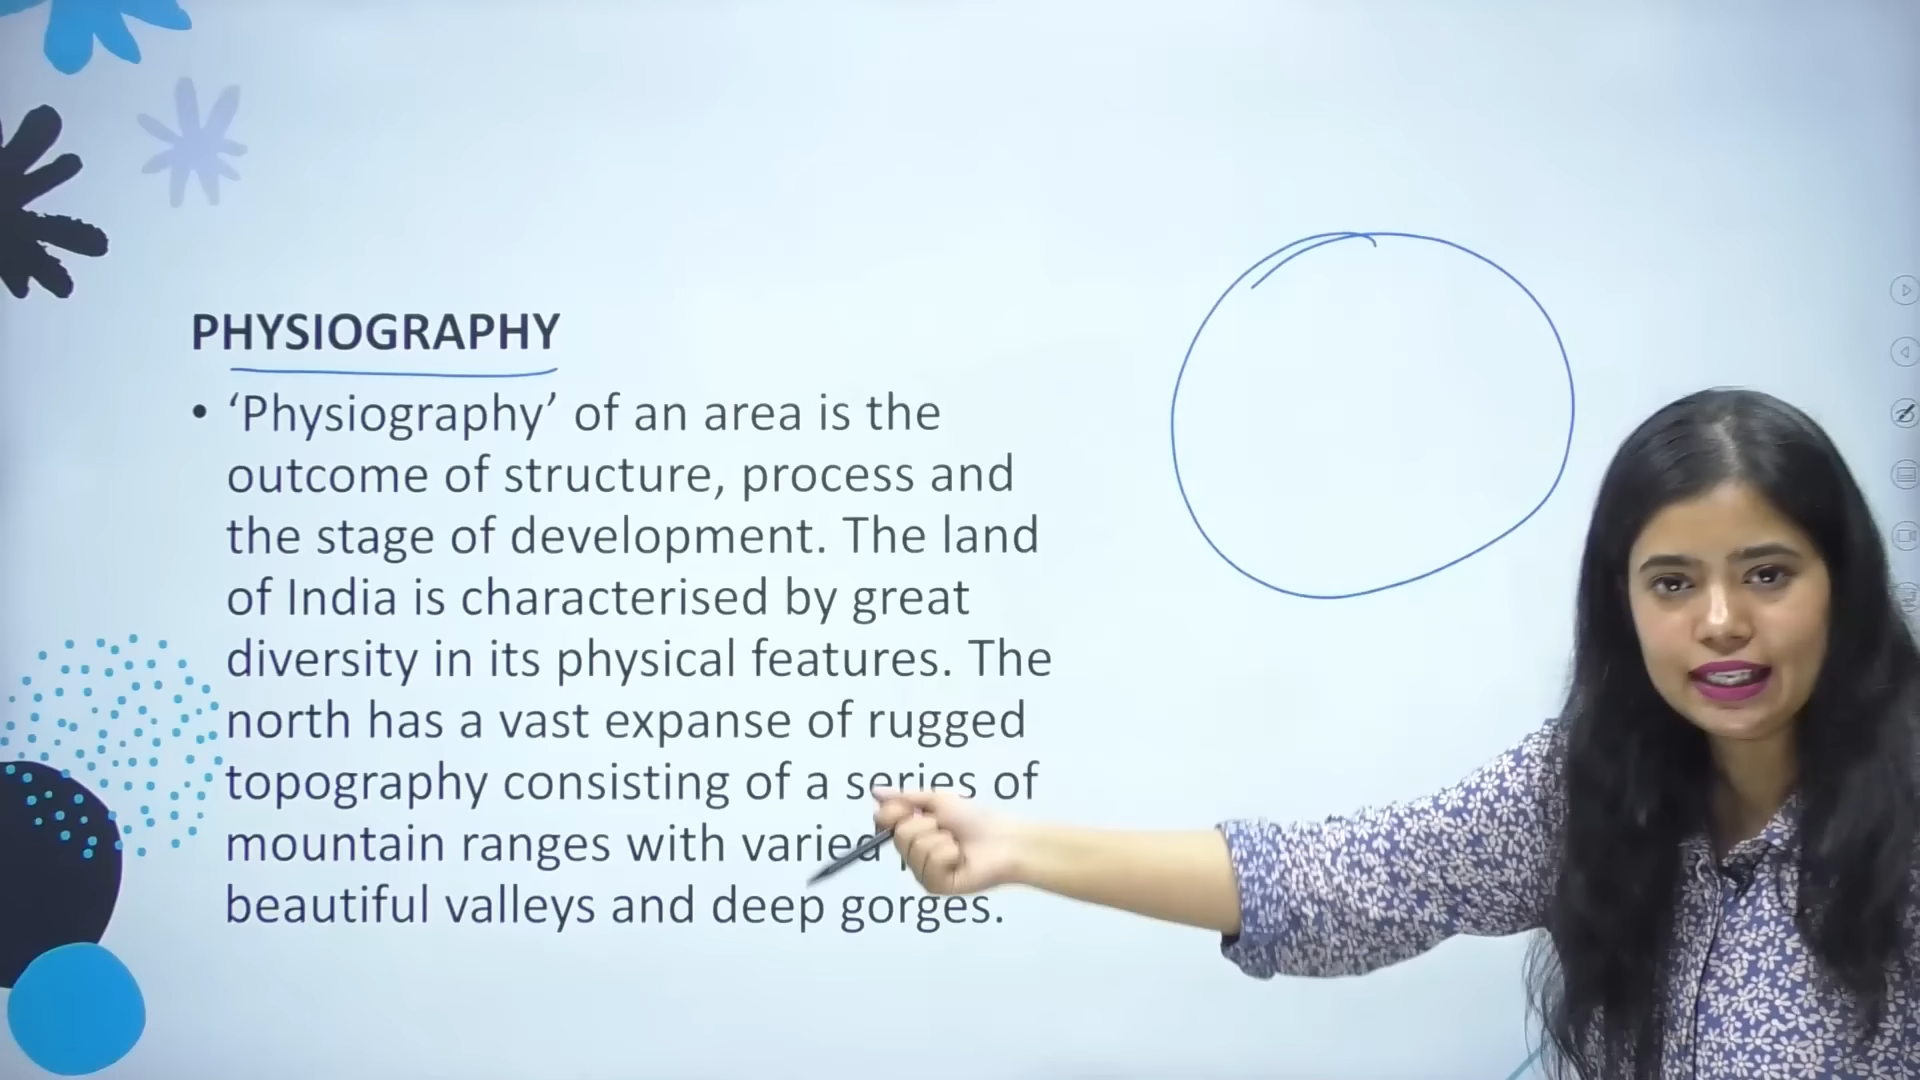 PHYSIOGRAPHY
• ‘Physiography’ of an area is the
outcome of structure, process and
the stage of development. The land
of India is characterised by great
diversity in its physical features. The
north has a vast expanse of rugged
topography consisting of a series of
mountain ranges with varied
beautiful valleys and deep gorges.